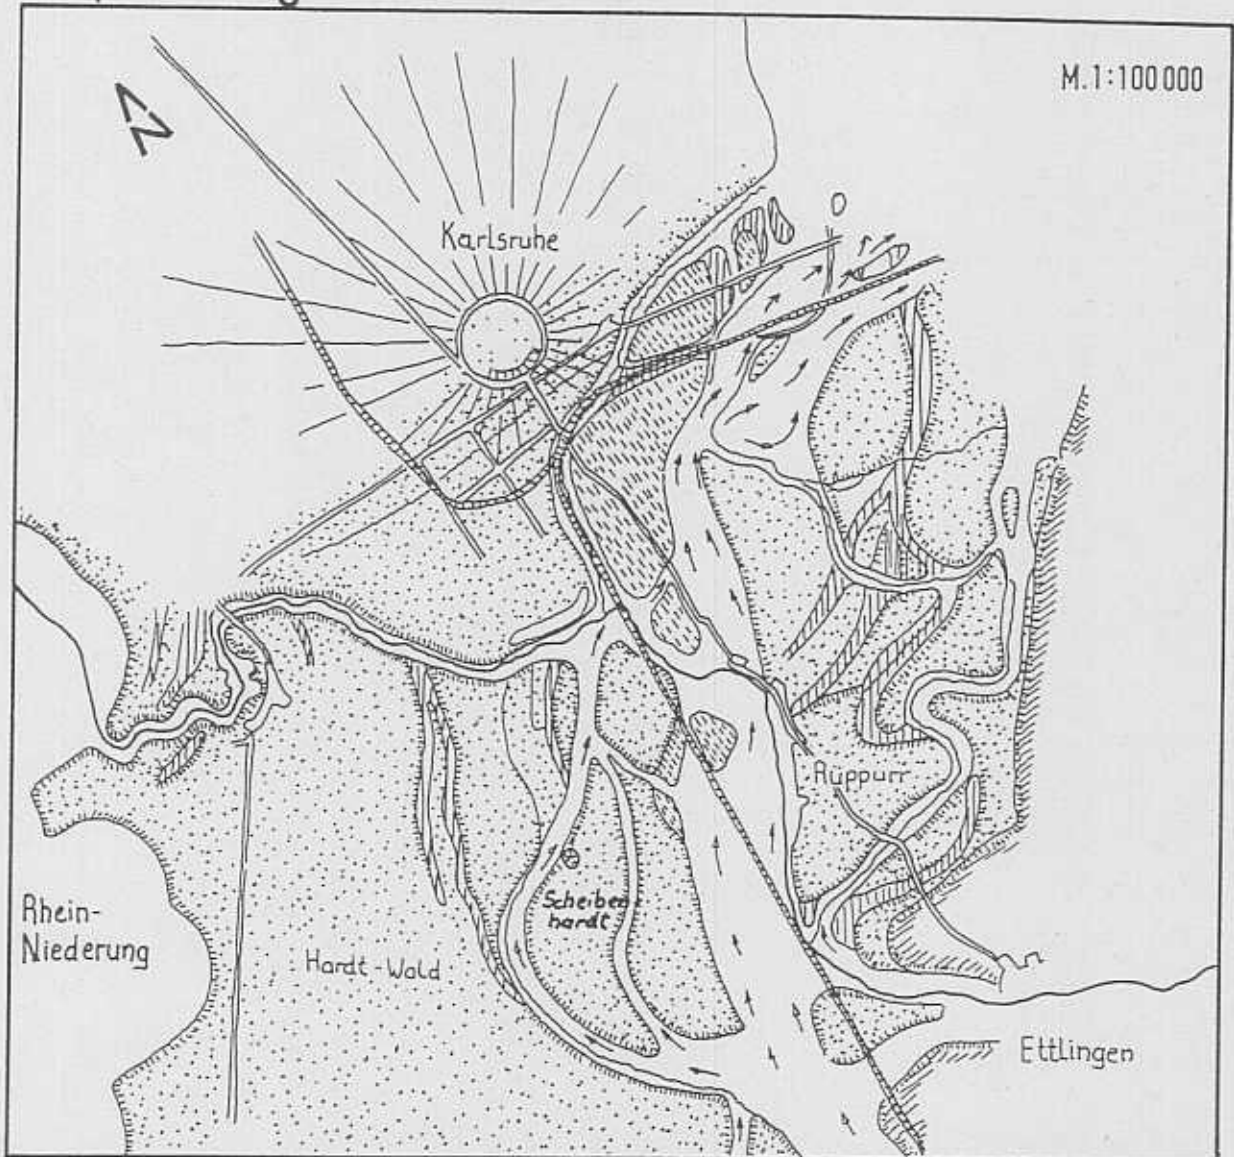 M. 1:100 000
N
Karlsruhe
O
Rüppurr
Scheiben-
hardt
Rhein-
Niederung
Hardt-Wald
Ettlingen